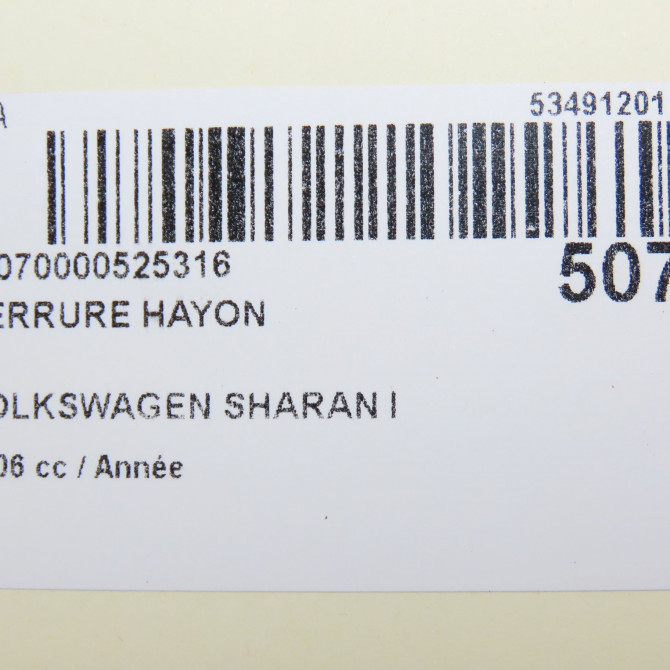 A 53491201
070000525316 507
ERRURE HAYON
OLKSWAGEN SHARAN I
06 cc / Année